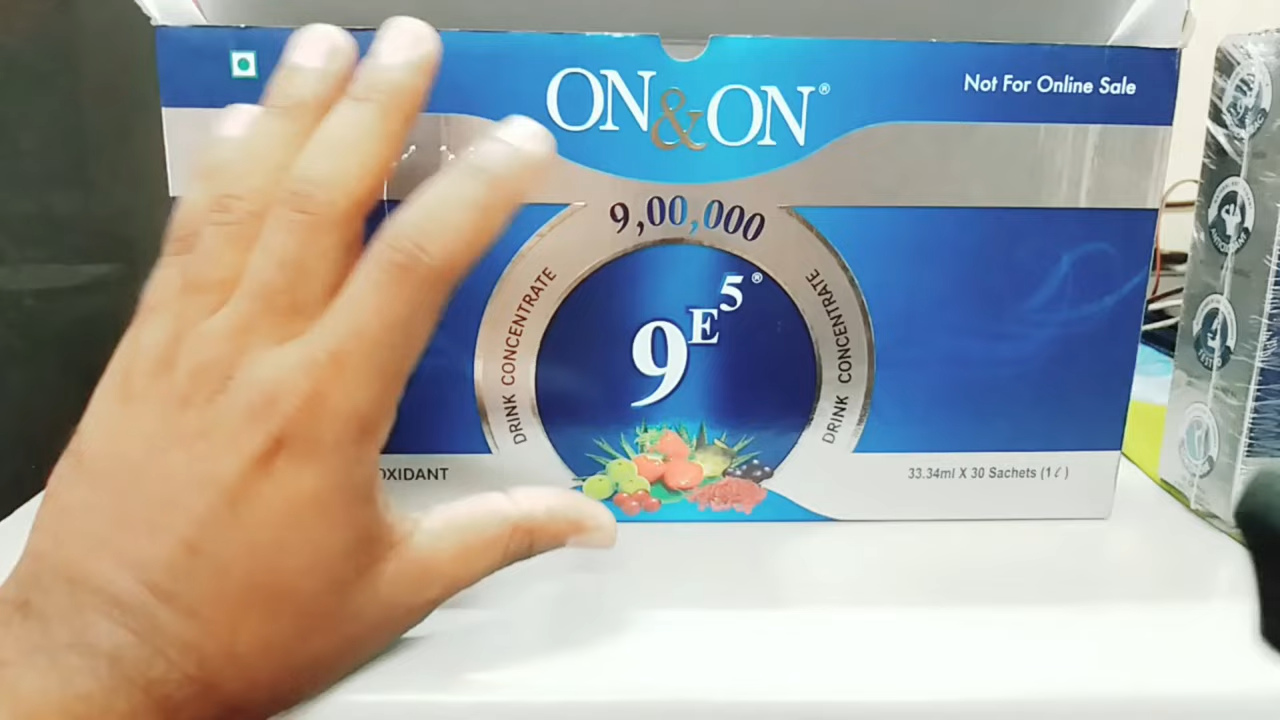 ON&ON®
Not For Online Sale
9,00,000
DRINK CONCENTRATE
9E5®
DRINK CONCENTRATE
OXIDANT
33.34ml X 30 Sachets (1ℓ)